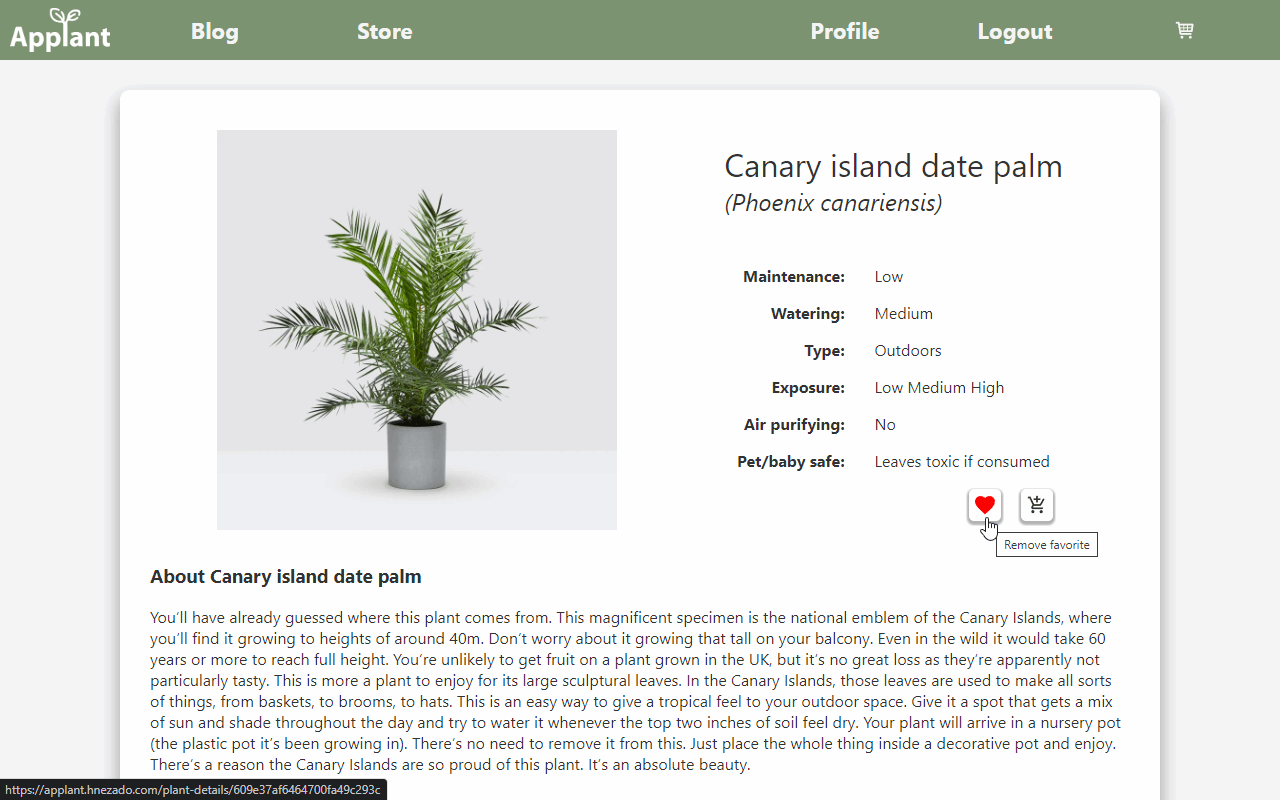 Applant
Blog
Store
Profile
Logout
Canary island date palm
(Phoenix canariensis)
Maintenance: Low
Watering: Medium
Type: Outdoors
Exposure: Low Medium High
Air purifying: No
Pet/baby safe: Leaves toxic if consumed
Remove favorite
About Canary island date palm
You'll have already guessed where this plant comes from. This magnificent specimen is the national emblem of the Canary Islands, where
you'll find it growing to heights of around 40m. Don't worry about it growing that tall on your balcony. Even in the wild it would take 60
years or more to reach full height. You're unlikely to get fruit on a plant grown in the UK, but it's no great loss as they're apparently not
particularly tasty. This is more a plant to enjoy for its large sculptural leaves. In the Canary Islands, those leaves are used to make all sorts
of things, from baskets, to brooms, to hats. This is an easy way to give a tropical feel to your outdoor space. Give it a spot that gets a mix
of sun and shade throughout the day and try to water it whenever the top two inches of soil feel dry. Your plant will arrive in a nursery pot
(the plastic pot it's been growing in). There's no need to remove it from this. Just place the whole thing inside a decorative pot and enjoy.
There's a reason the Canary Islands are so proud of this plant. It's an absolute beauty.
https://applant.hnezado.com/plant-details/609e37af6464700fa49c293c